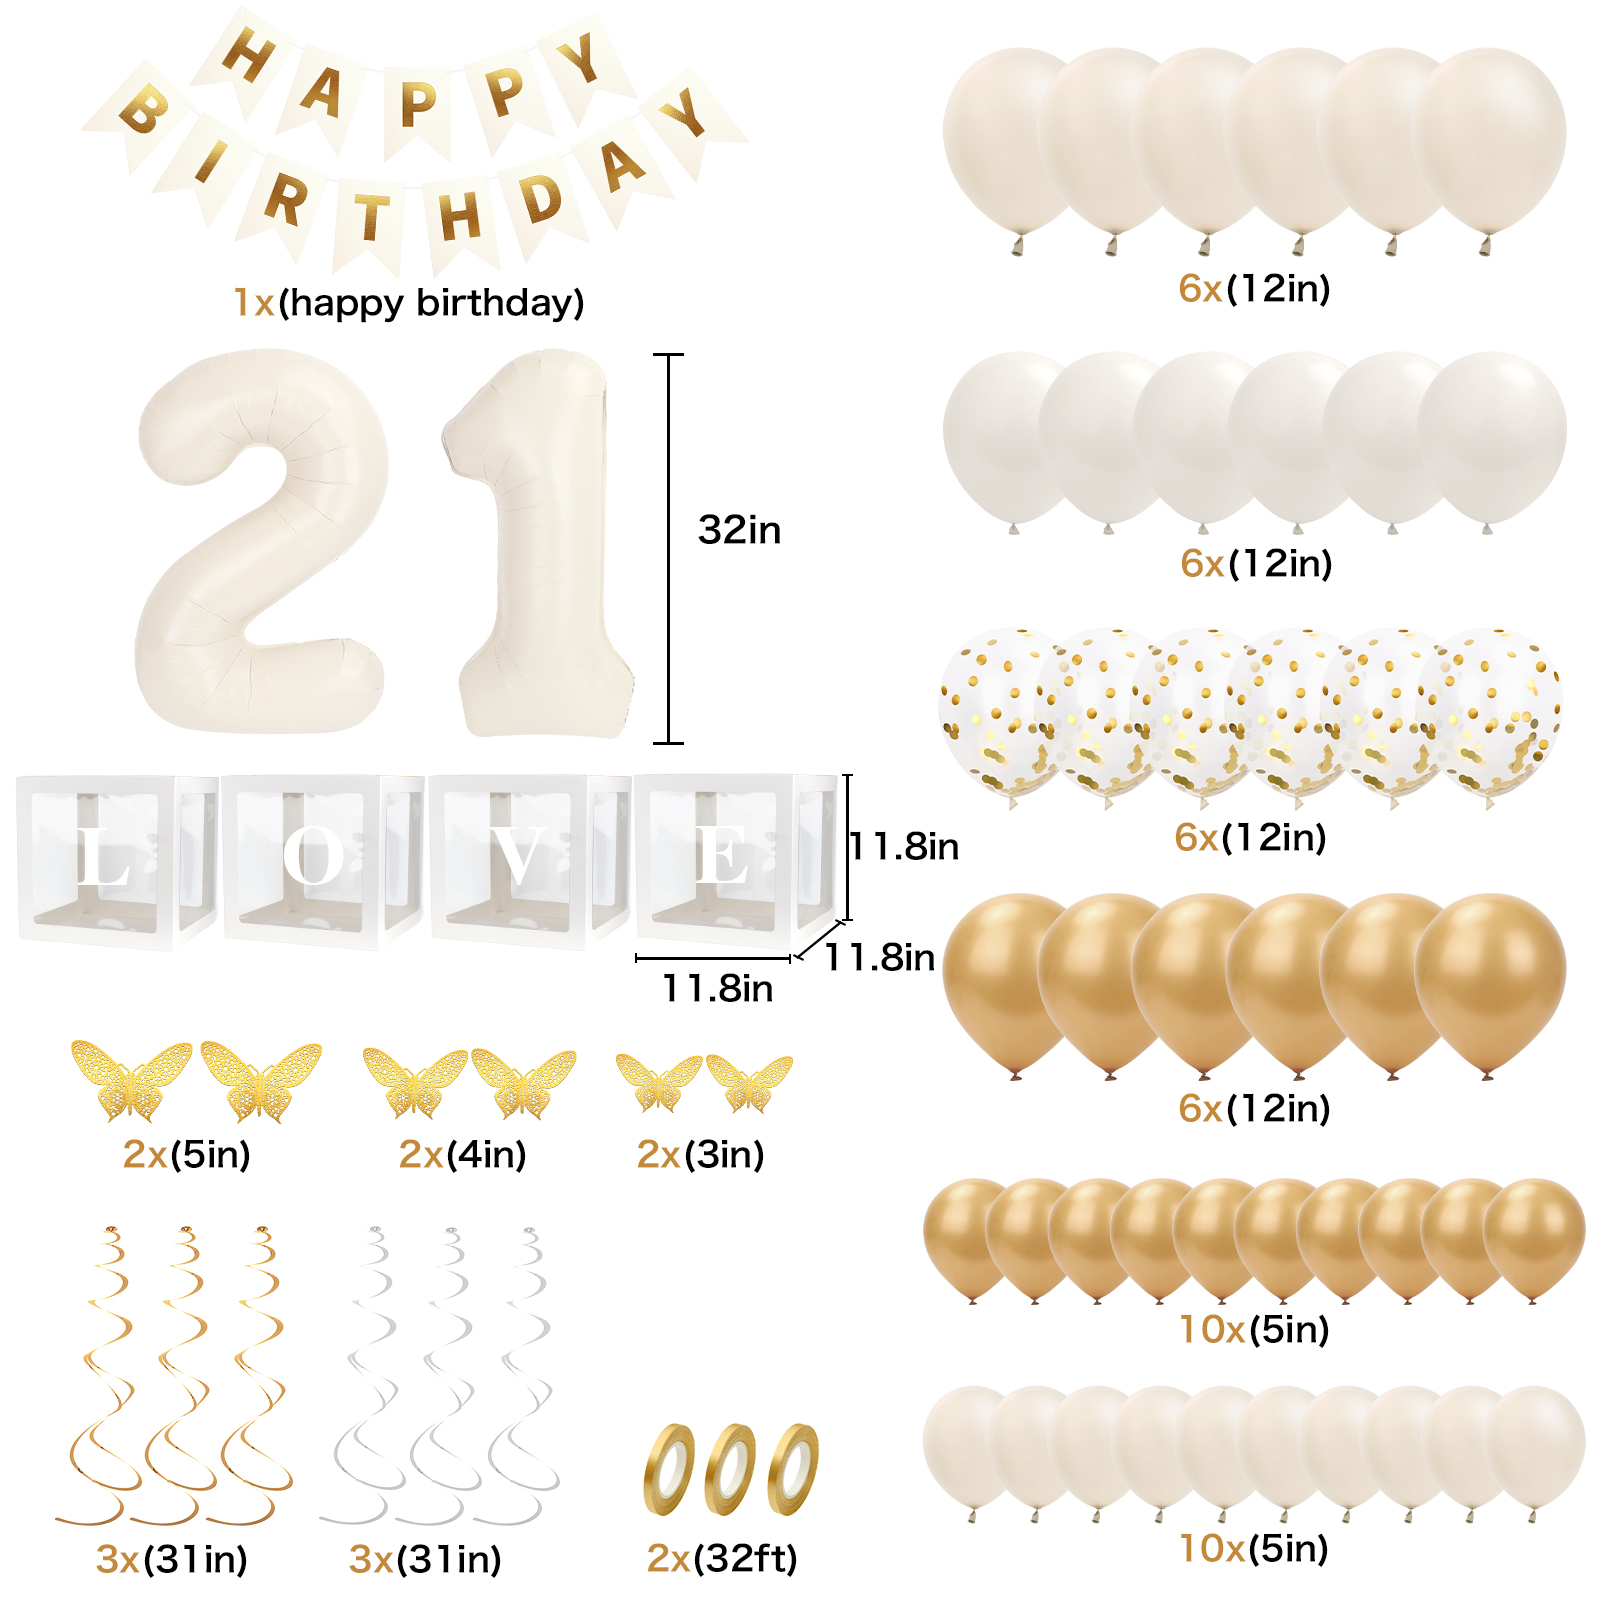 HAPPY
BIRTHDAY
1x(happy birthday)
21
32in
LOVE
11.8in
11.8in
11.8in
2x(5in)
2x(4in)
2x(3in)
3x(31in)
3x(31in)
2x(32ft)
6x(12in)
6x(12in)
6x(12in)
6x(12in)
10x(5in)
10x(5in)